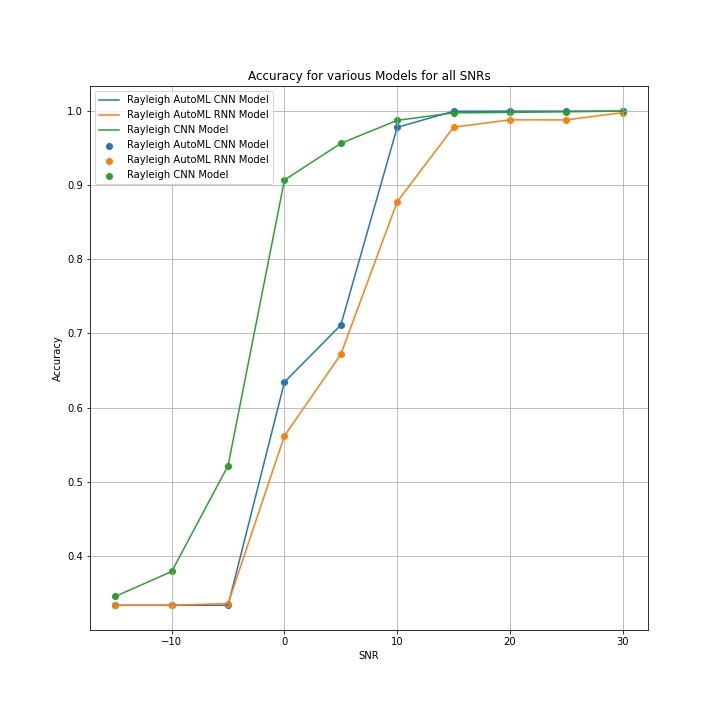 Accuracy for various Models for all SNRs
Rayleigh AutoML CNN Model
Rayleigh AutoML RNN Model
Rayleigh CNN Model
Rayleigh AutoML CNN Model
Rayleigh AutoML RNN Model
Rayleigh CNN Model
1.0
0.9
0.8
0.7
0.6
0.5
0.4
Accuracy
−10 0 10 20 30
SNR